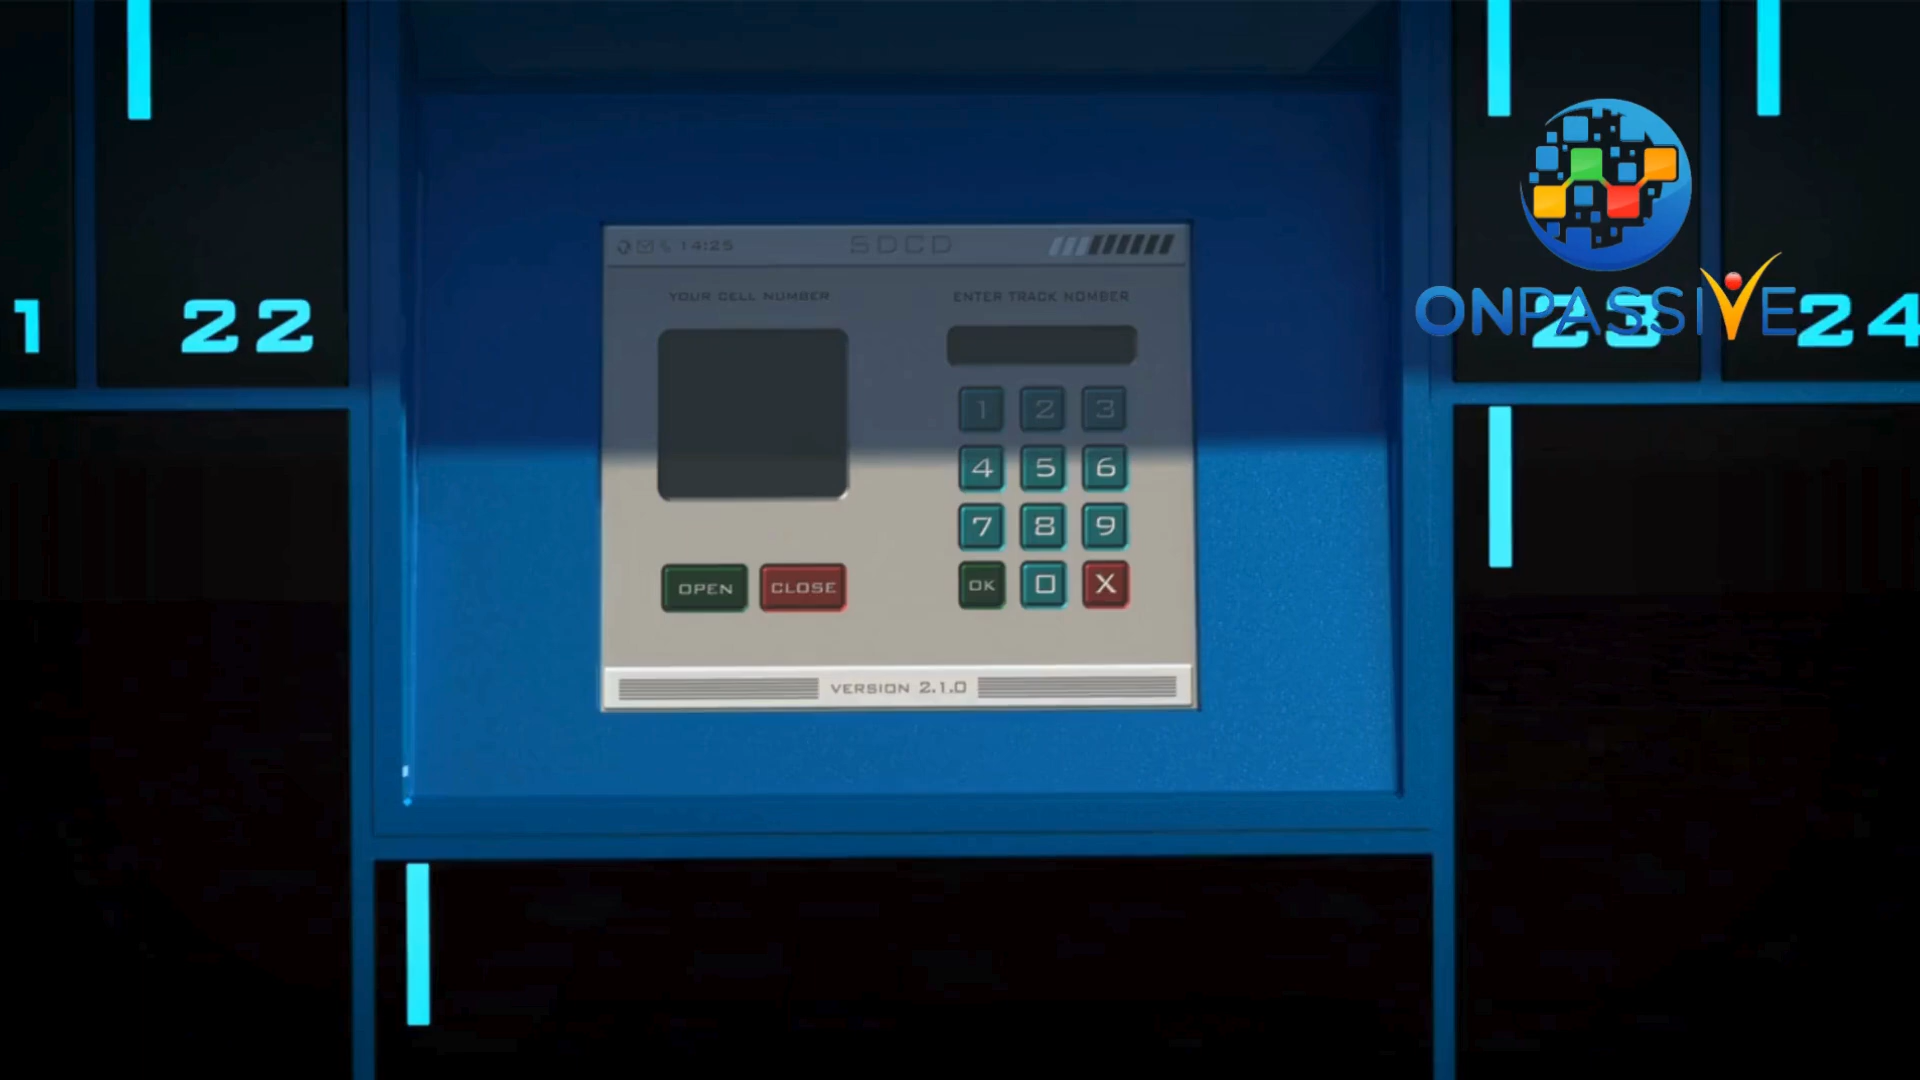 14:25
SDCD
YOUR CELL NUMBER
ENTER TRACK NUMBER
1 2 3
4 5 6
7 8 9
OK 0 X
OPEN CLOSE
VERSION 2.1.0
1
22
23
24
ONPASSIVE